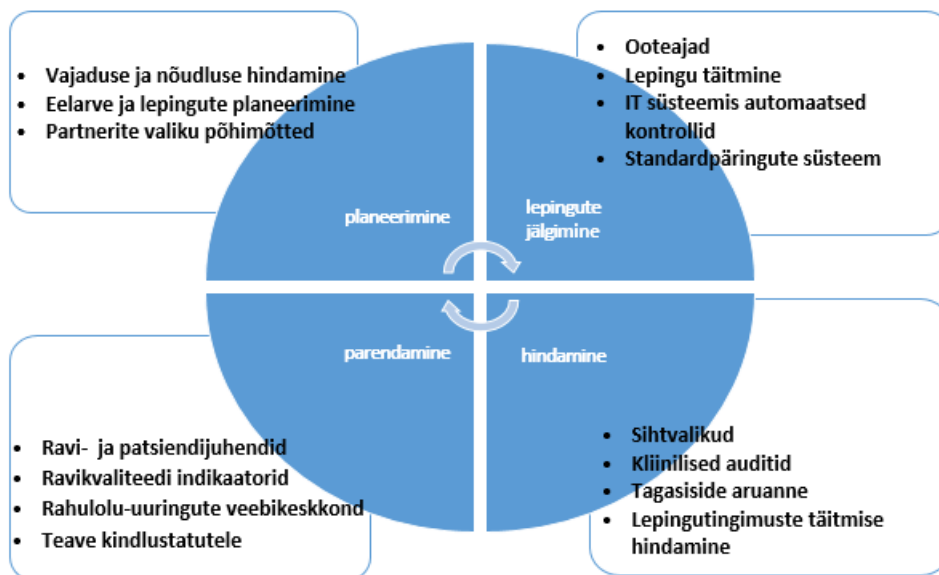 • Vajaduse ja nõudluse hindamine
• Eelarve ja lepingute planeerimine
• Partnerite valiku põhimõtted
• Ooteajad
• Lepingu täitmine
• IT süsteemis automaatsed
kontrollid
• Standardpäringute süsteem
planeerimine
lepingute
jälgimine
parendamine
hindamine
• Ravi- ja patsiendijuhendid
• Ravikvaliteedi indikaatorid
• Rahulolu-uuringute veebikeskkond
• Teave kindlustatutele
• Sihtvalikud
• Kliinilised auditid
• Tagasiside aruanne
• Lepingutingimuste täitmise
hindamine